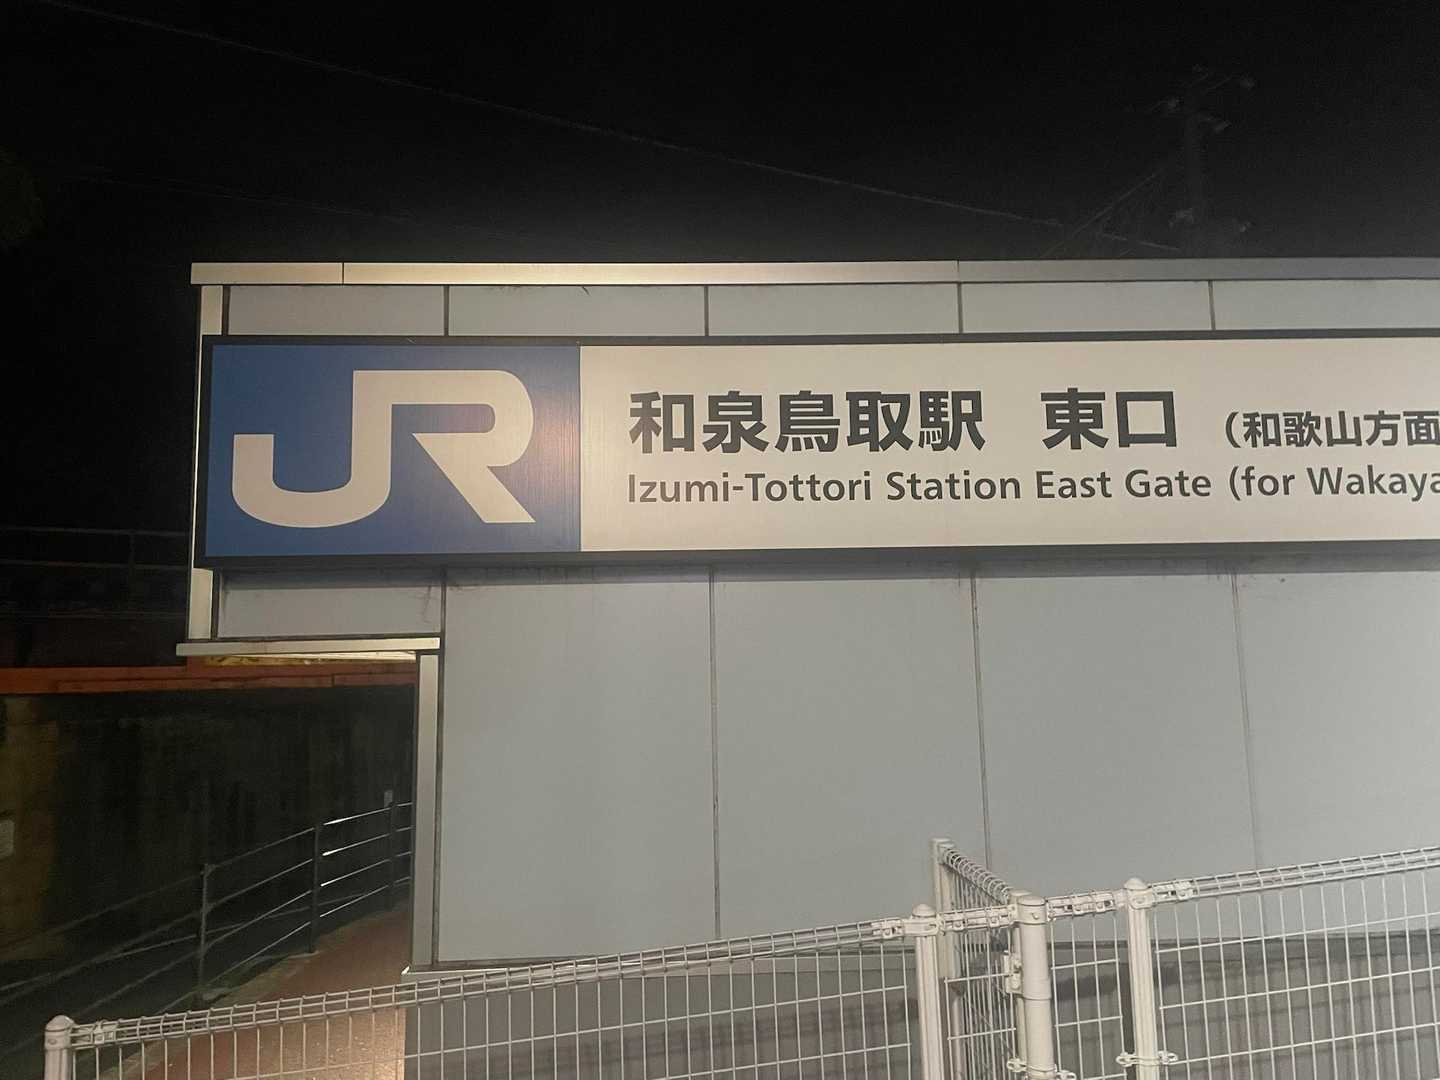 JR
和泉鳥取駅 東口 （和歌山方面
Izumi-Tottori Station East Gate (for Wakaya